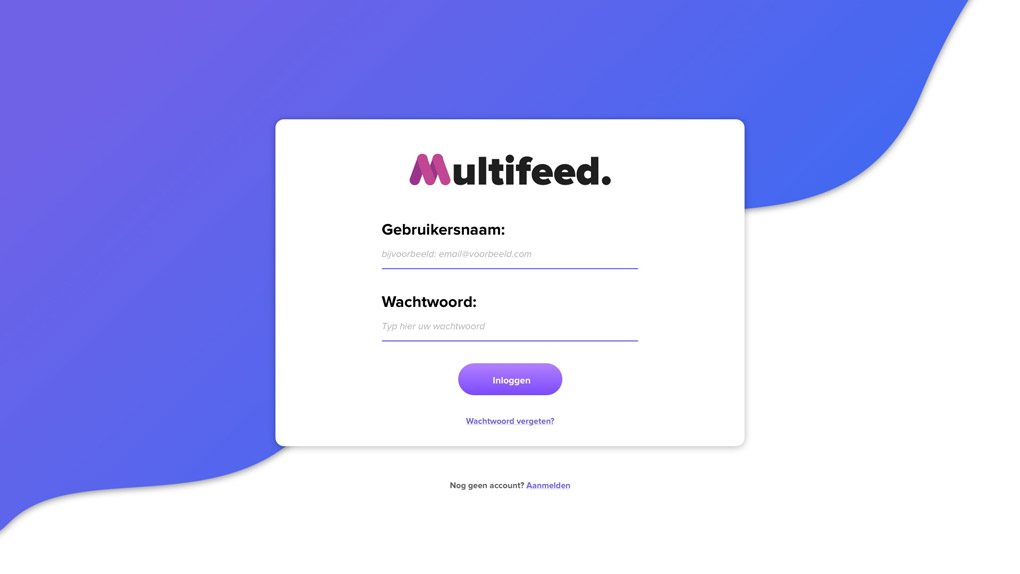 Multifeed.
Gebruikersnaam:
bijvoorbeeld: email@voorbeeld.com
Wachtwoord:
Typ hier uw wachtwoord
Inloggen
Wachtwoord vergeten?
Nog geen account? Aanmelden